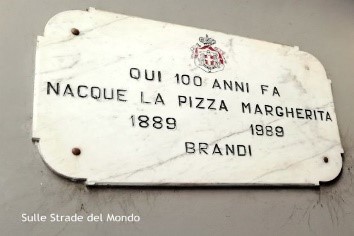 QUI 100 ANNI FA
NACQUE LA PIZZA MARGHERITA
1889 1989
BRANDI
Sulle Strade del Mondo